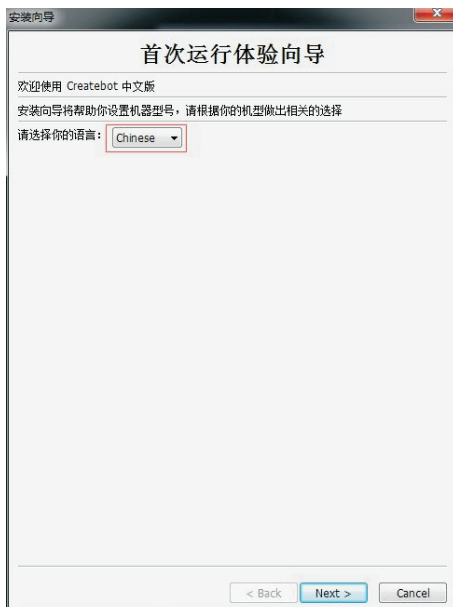 安装向导
首次运行体验向导
欢迎使用 Createbot 中文版
安装向导将帮助你设置机器型号，请根据你的机型做出相关的选择
请选择你的语言： Chinese
< Back Next > Cancel